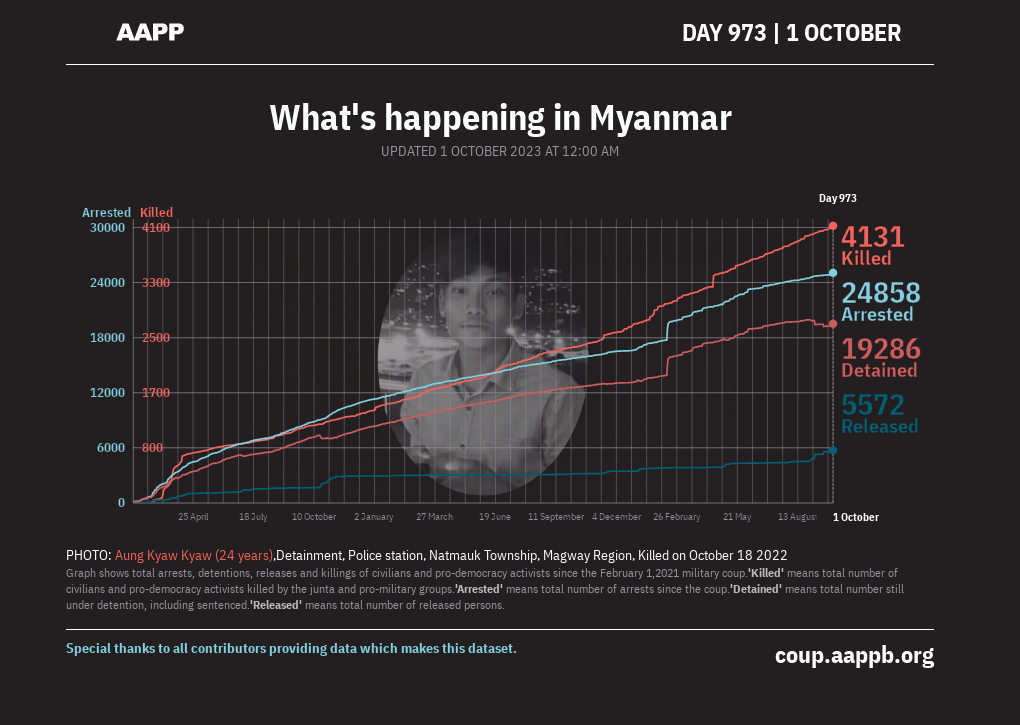 AAPP
DAY 973 | 1 OCTOBER
What's happening in Myanmar
UPDATED 1 OCTOBER 2023 AT 12:00 AM
Day 973
Arrested Killed
30000 4100
24000 3300
18000 2500
12000 1700
6000 800
0
4131
Killed
24858
Arrested
19286
Detained
5572
Released
25 April 18 July 10 October 2 January 27 March 19 June 11 September 4 December 26 February 21 May 13 August 1 October
PHOTO: Aung Kyaw Kyaw (24 years),Detainment, Police station, Natmauk Township, Magway Region, Killed on October 18 2022
Graph shows total arrests, detentions, releases and killings of civilians and pro-democracy activists since the February 1,2021 military coup.'Killed' means total number of
civilians and pro-democracy activists killed by the junta and pro-military groups.'Arrested' means total number of arrests since the coup.'Detained' means total number still
under detention, including sentenced.'Released' means total number of released persons.
Special thanks to all contributors providing data which makes this dataset.
coup.aappb.org